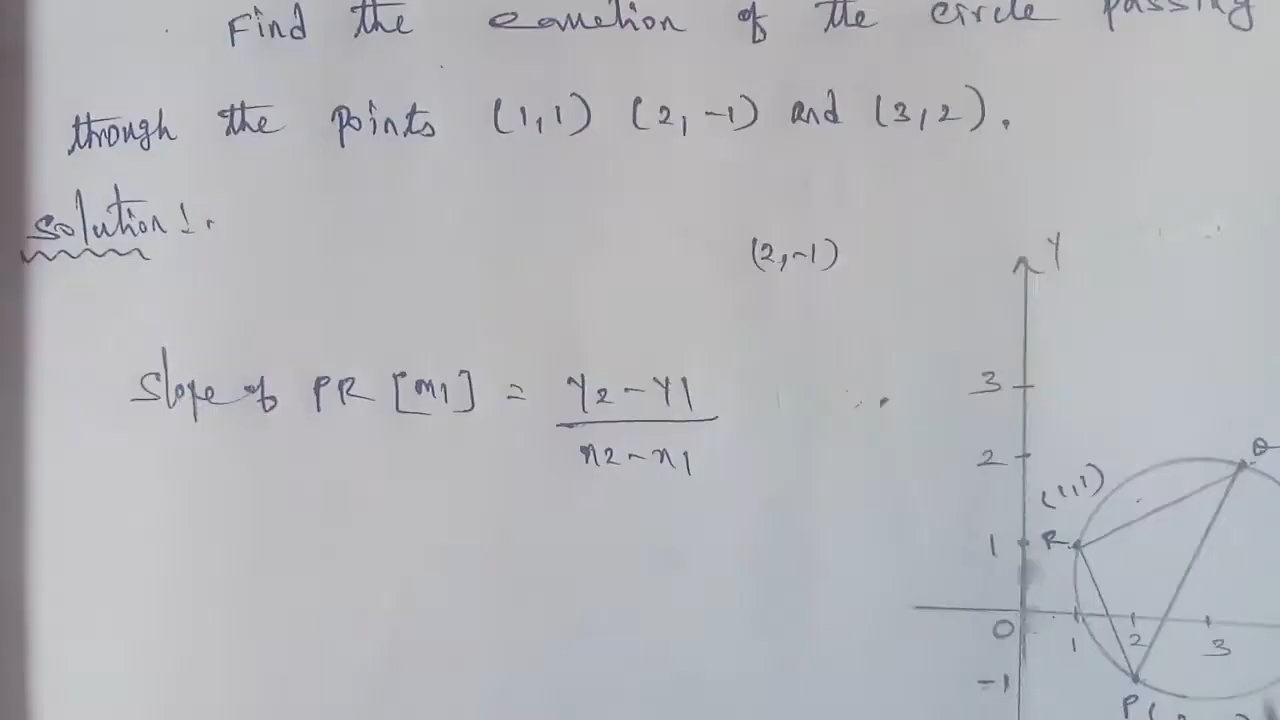 Find the equation of the circle passing
through the points (1,1) (2,-1) and (3,2).
Solution:-
(2,-1)
Slope of PR [m1] = y2-y1
x2-x1
Y
3
2
Q
(1,1)
1
R
0
1
2
3
-1
P(